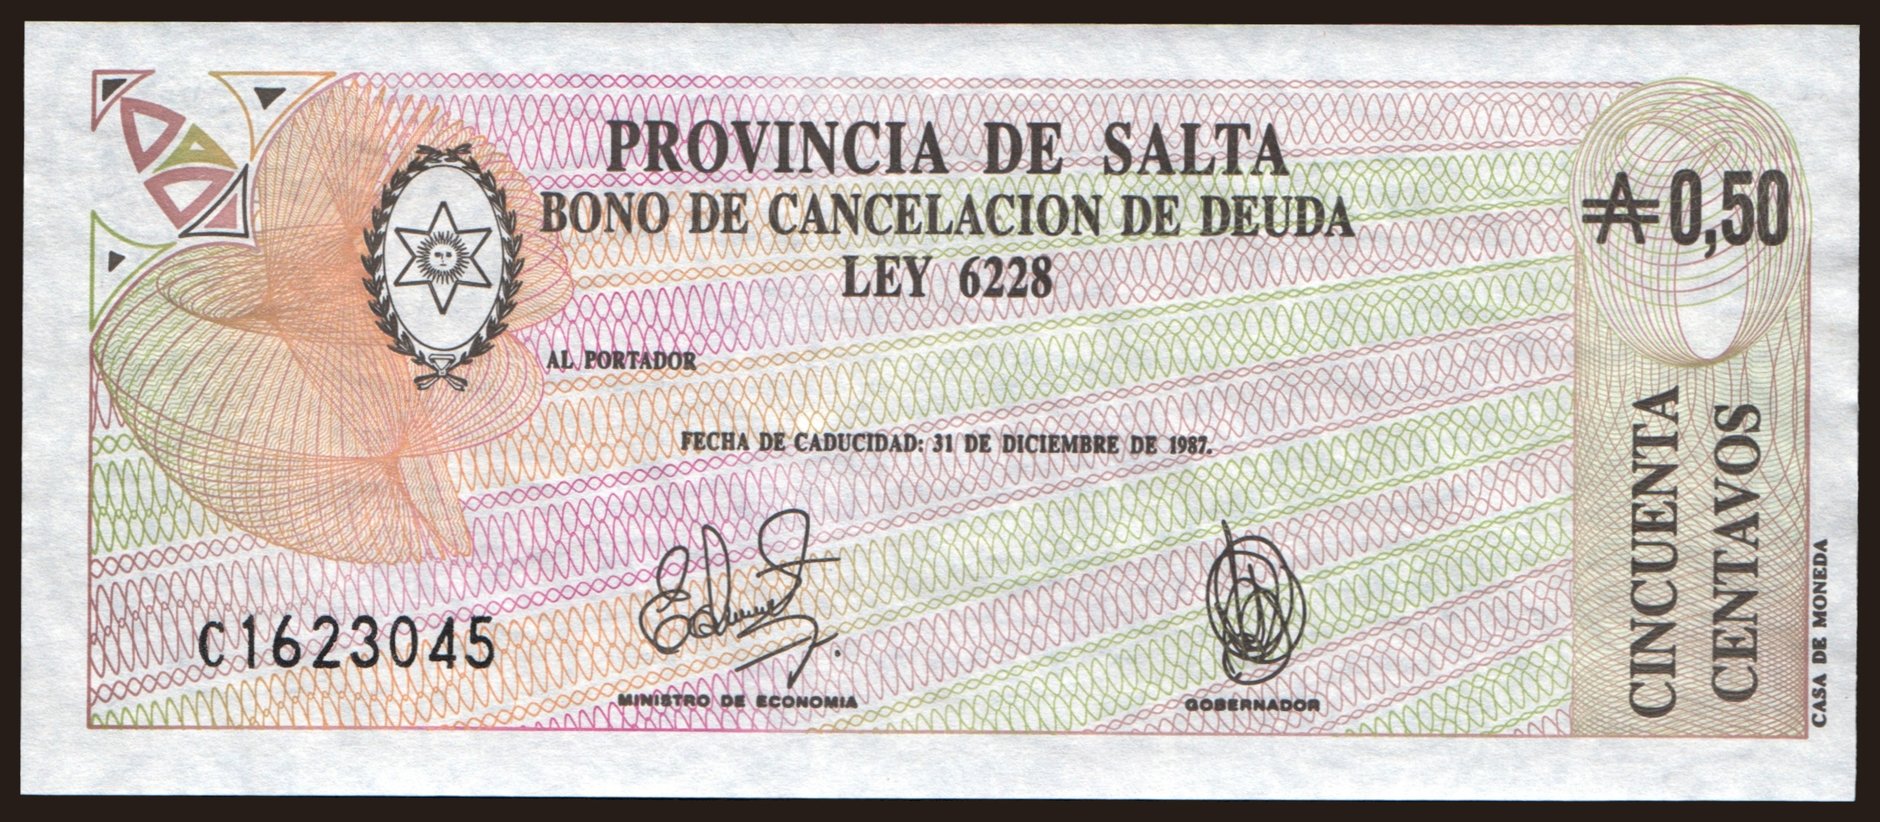 PROVINCIA DE SALTA
BONO DE CANCELACION DE DEUDA
LEY 6228
₳ 0,50
AL PORTADOR
FECHA DE CADUCIDAD: 31 DE DICIEMBRE DE 1987.
C1623045
MINISTRO DE ECONOMIA
GOBERNADOR
CINCUENTA
CENTAVOS
CASA DE MONEDA